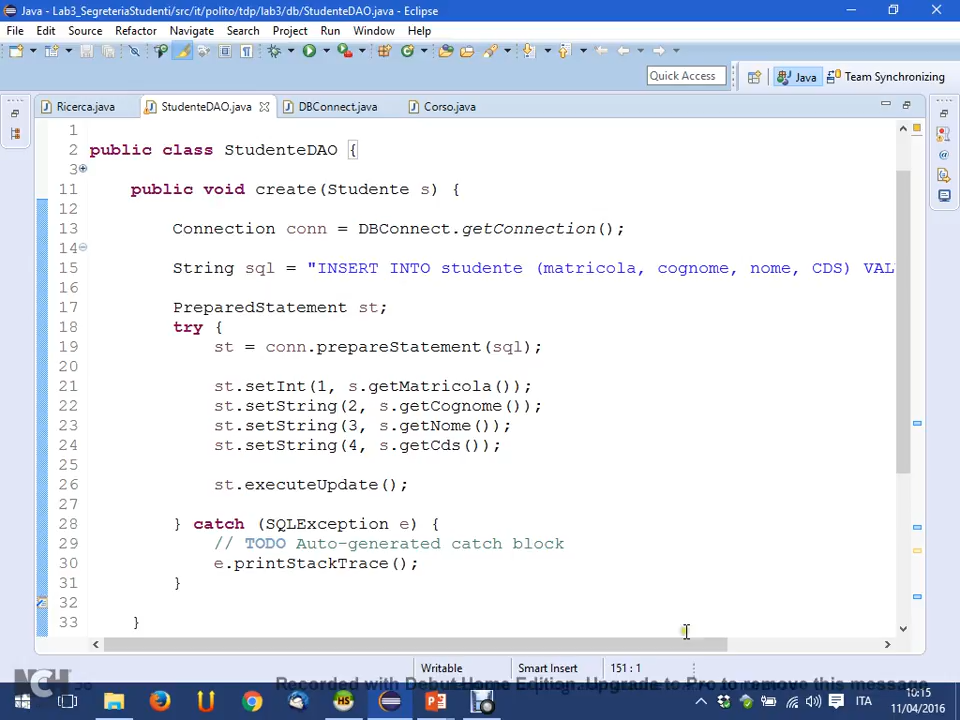 Java - Lab3_SegreteriaStudenti/src/it/polito/tdp/lab3/db/StudenteDAO.java - Eclipse
File Edit Source Refactor Navigate Search Project Run Window Help
Quick Access
Java
Team Synchronizing
Ricerca.java
StudenteDAO.java
DBConnect.java
Corso.java
1
2 public class StudenteDAO {
3
11 public void create(Studente s) {
12
13 Connection conn = DBConnect.getConnection();
14
15 String sql = "INSERT INTO studente (matricola, cognome, nome, CDS) VAL
16
17 PreparedStatement st;
18 try {
19 st = conn.prepareStatement(sql);
20
21 st.setInt(1, s.getMatricola());
22 st.setString(2, s.getCognome());
23 st.setString(3, s.getNome());
24 st.setString(4, s.getCds());
25
26 st.executeUpdate();
27
28 } catch (SQLException e) {
29 // TODO Auto-generated catch block
30 e.printStackTrace();
31 }
32
33 }
Writable
Smart Insert
151 : 1
NCH
Recorded with Debut Home Edition. Upgrade to Pro to remove this message
ITA
10:15
11/04/2016